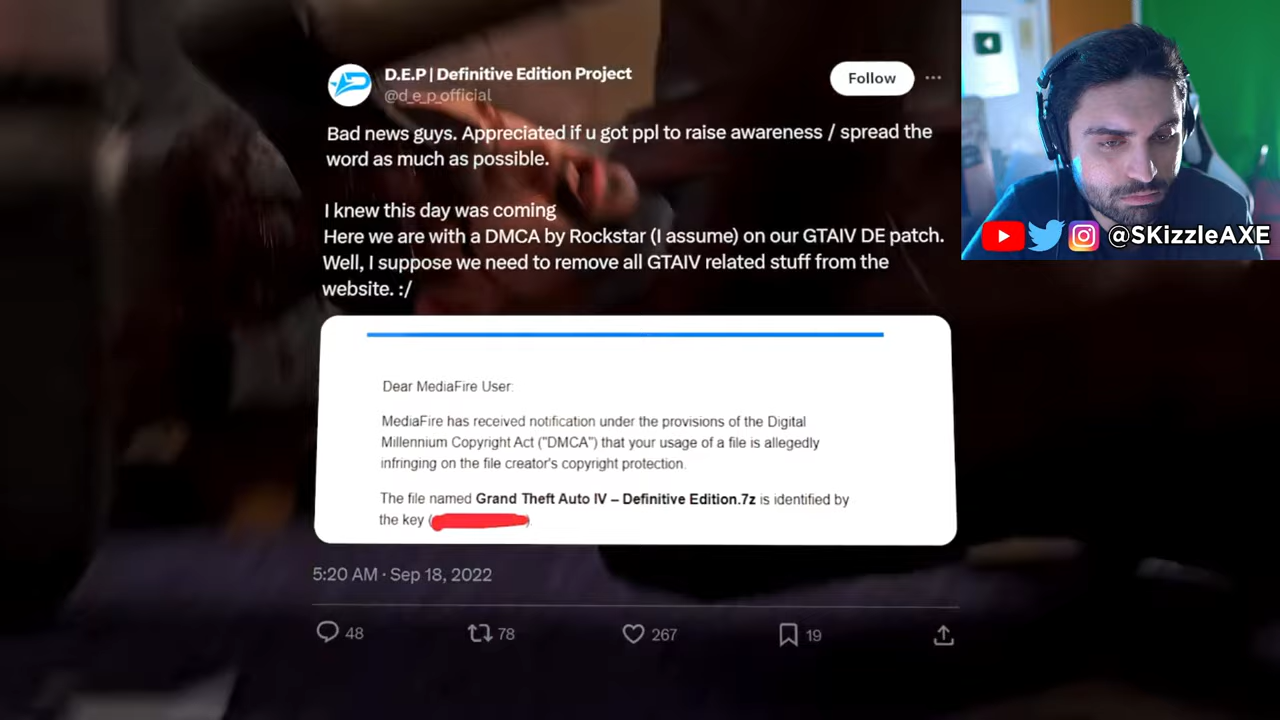 D.E.P | Definitive Edition Project
@d_e_p_official
Follow
Bad news guys. Appreciated if u got ppl to raise awareness / spread the
word as much as possible.
I knew this day was coming
Here we are with a DMCA by Rockstar (I assume) on our GTAIV DE patch.
Well, I suppose we need to remove all GTAIV related stuff from the
website. :/
Dear MediaFire User:
MediaFire has received notification under the provisions of the Digital
Millennium Copyright Act ("DMCA") that your usage of a file is allegedly
infringing on the file creator's copyright protection.
The file named Grand Theft Auto IV – Definitive Edition.7z is identified by
the key (
5:20 AM · Sep 18, 2022
48
78
267
19
@SKizzleAXE